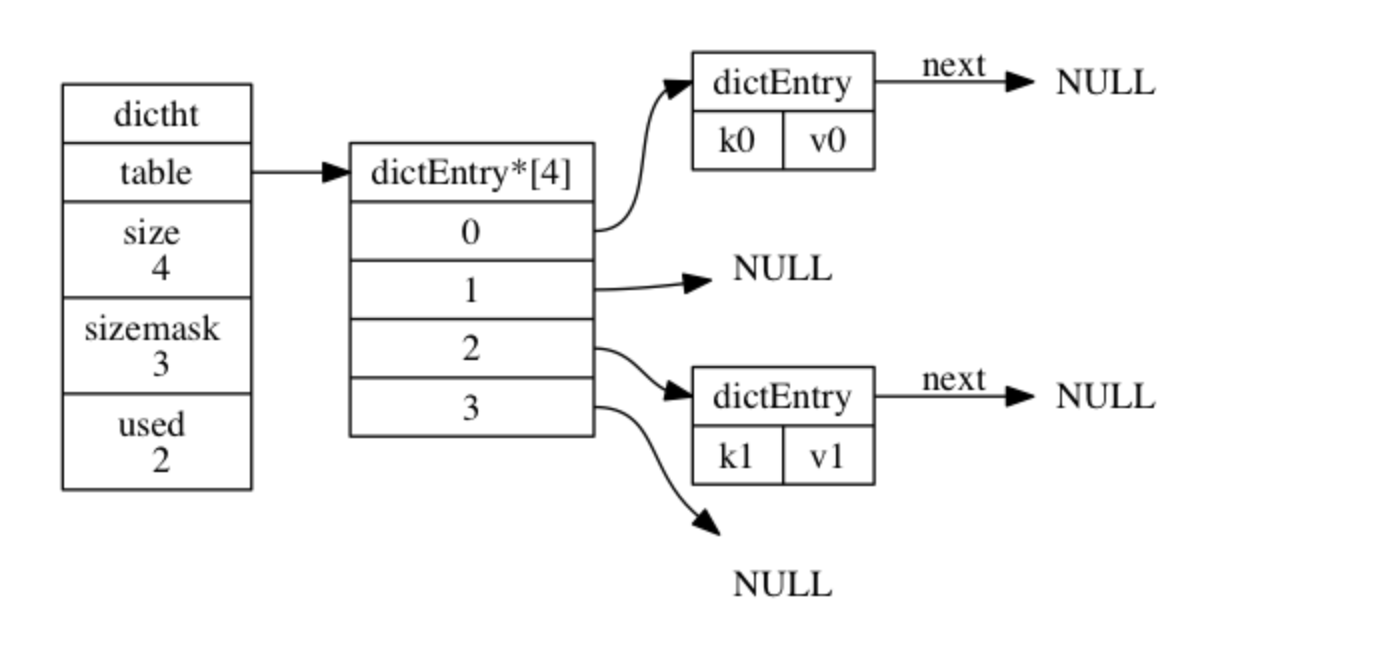 dictht
table
size
4
sizemask
3
used
2
dictEntry*[4]
0
1
2
3
dictEntry
k0 v0
next
NULL
NULL
dictEntry
k1 v1
next
NULL
NULL